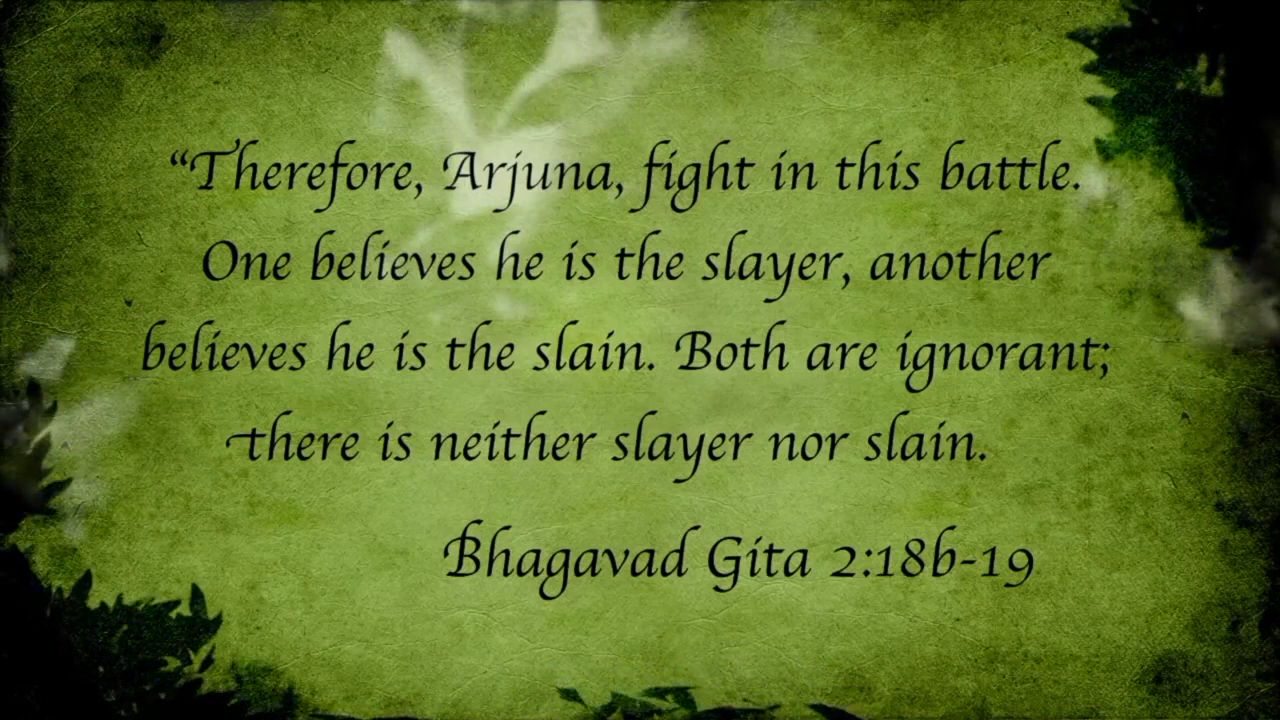 “Therefore, Arjuna, fight in this battle.
One believes he is the slayer, another
believes he is the slain. Both are ignorant;
there is neither slayer nor slain.
Bhagavad Gita 2:18b-19